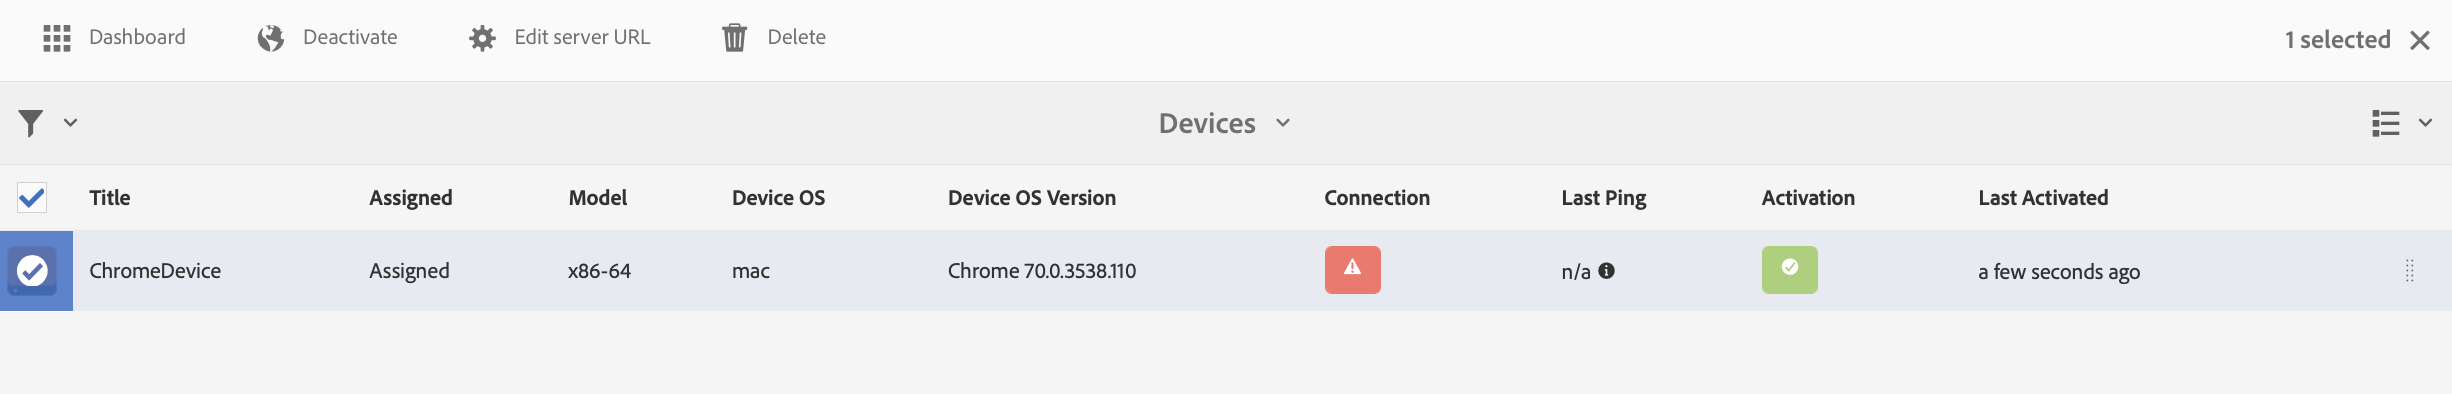 Dashboard Deactivate Edit server URL Delete 1 selected
Devices
Title Assigned Model Device OS Device OS Version Connection Last Ping Activation Last Activated
ChromeDevice Assigned x86-64 mac Chrome 70.0.3538.110 n/a a few seconds ago